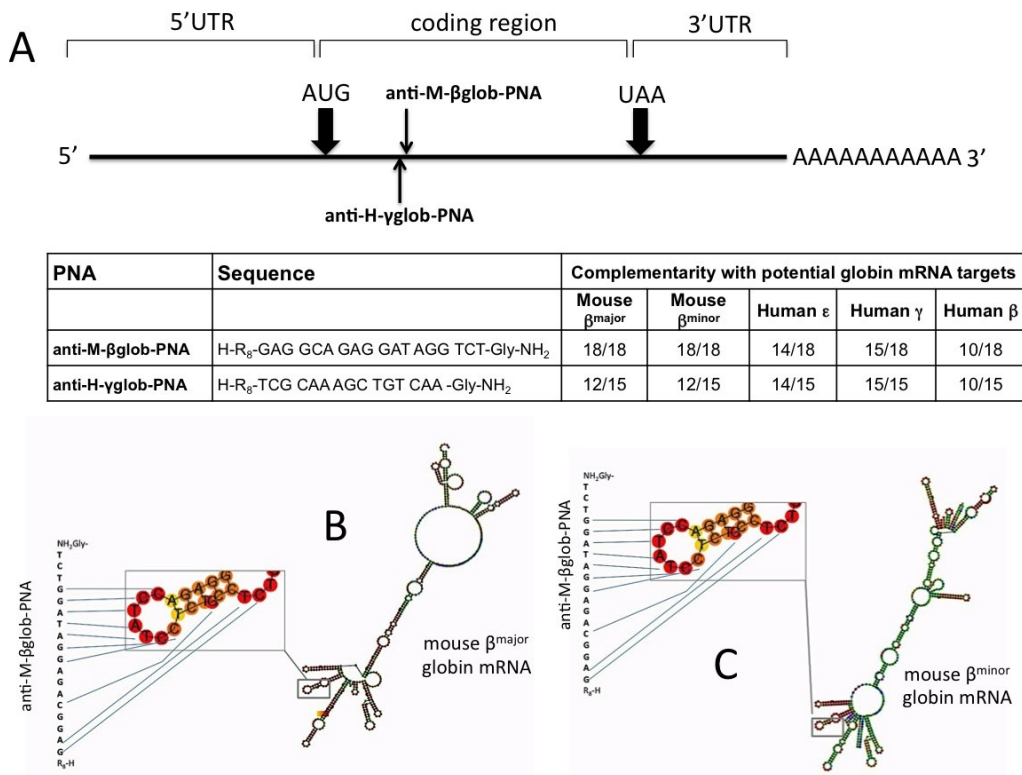 A
5'UTR coding region 3'UTR
AUG anti-M-βglob-PNA UAA
5' AAAAAAAAAAA 3'
anti-H-γglob-PNA
PNA Sequence Complementarity with potential globin mRNA targets
Mouse β^major Mouse β^minor Human ε Human γ Human β
anti-M-βglob-PNA H-R₈-GAG GCA GAG GAT AGG TCT-Gly-NH₂ 18/18 18/18 14/18 15/18 10/18
anti-H-γglob-PNA H-R₈-TCG CAA AGC TGT CAA -Gly-NH₂ 12/15 12/15 14/15 15/15 10/15
B
anti-M-βglob-PNA
NH₂Gly-
T
C
T
G
G
A
T
A
G
G
A
G
A
C
G
G
A
G
R₈-H
mouse β^major
globin mRNA
C
anti-M-βglob-PNA
NH₂Gly-
T
C
T
G
G
A
T
A
G
G
A
G
A
C
G
G
A
G
R₈-H
mouse β^minor
globin mRNA